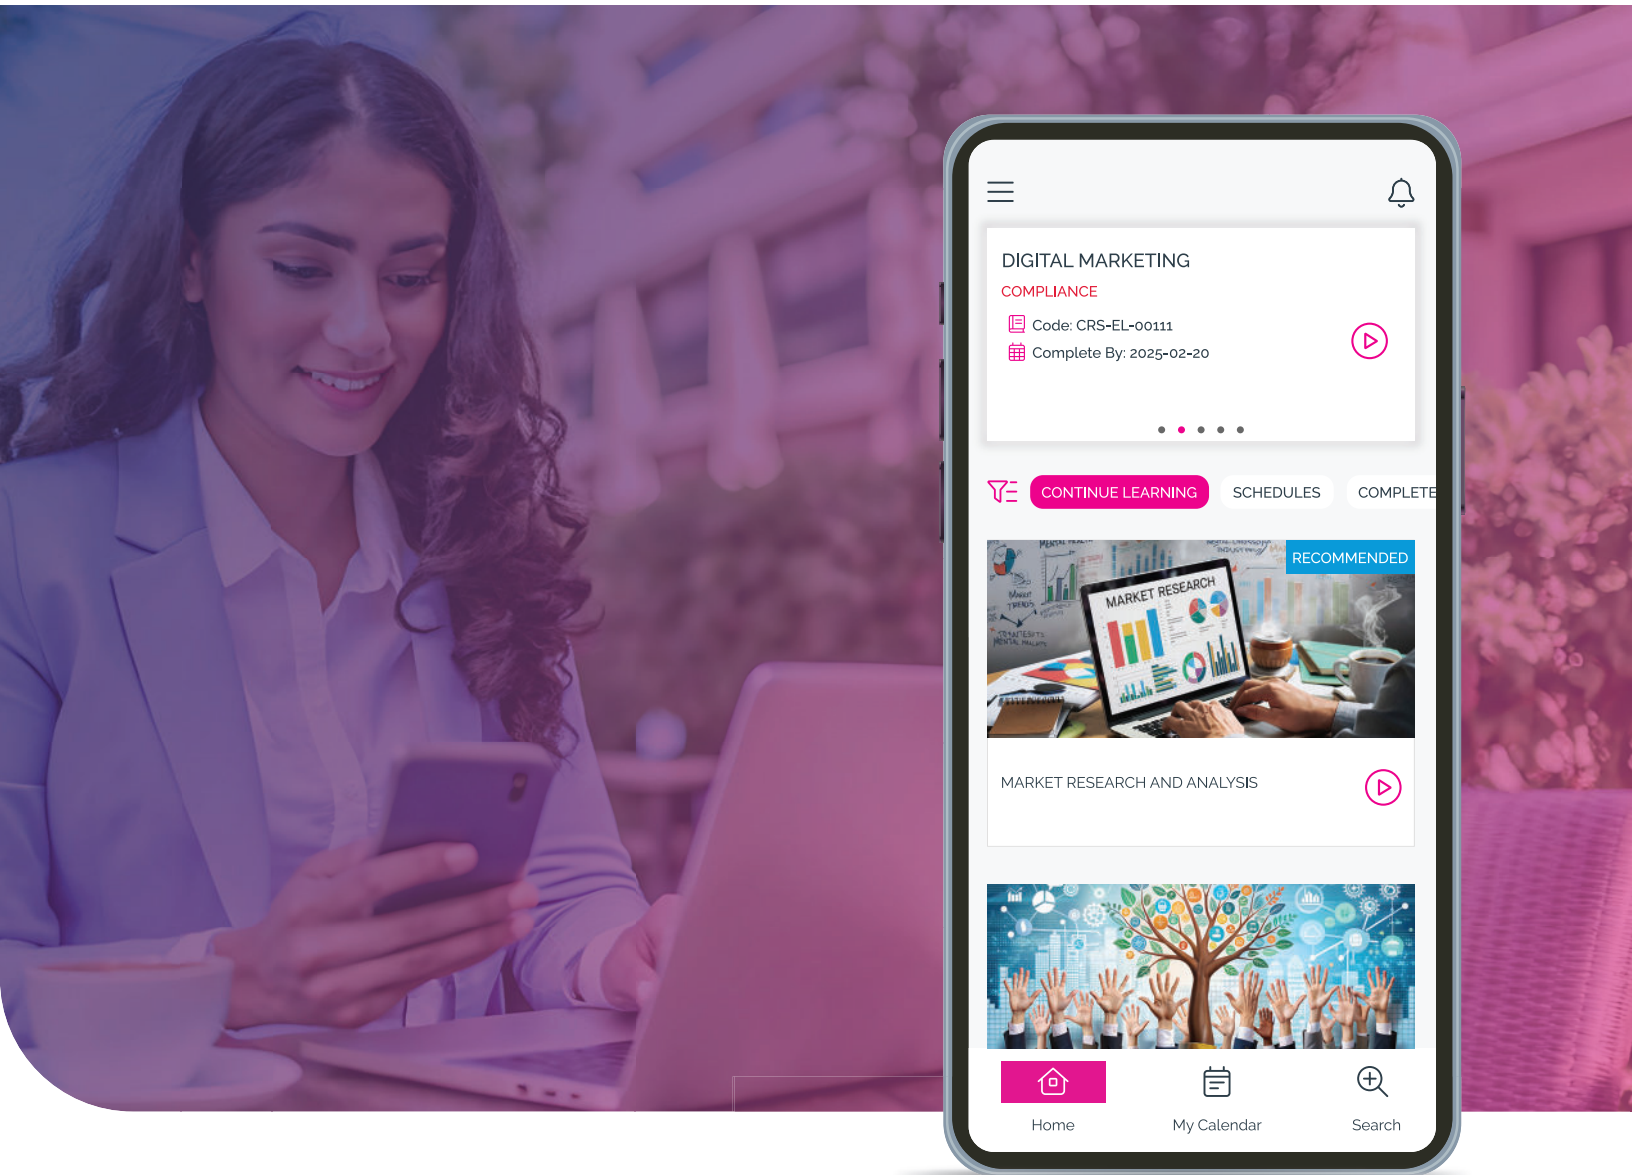 DIGITAL MARKETING
COMPLIANCE
Code: CRS-EL-00111
Complete By: 2025-02-20
CONTINUE LEARNING
SCHEDULES
COMPLETE
RECOMMENDED
MARKET RESEARCH
MARKET RESEARCH AND ANALYSIS
Home
My Calendar
Search